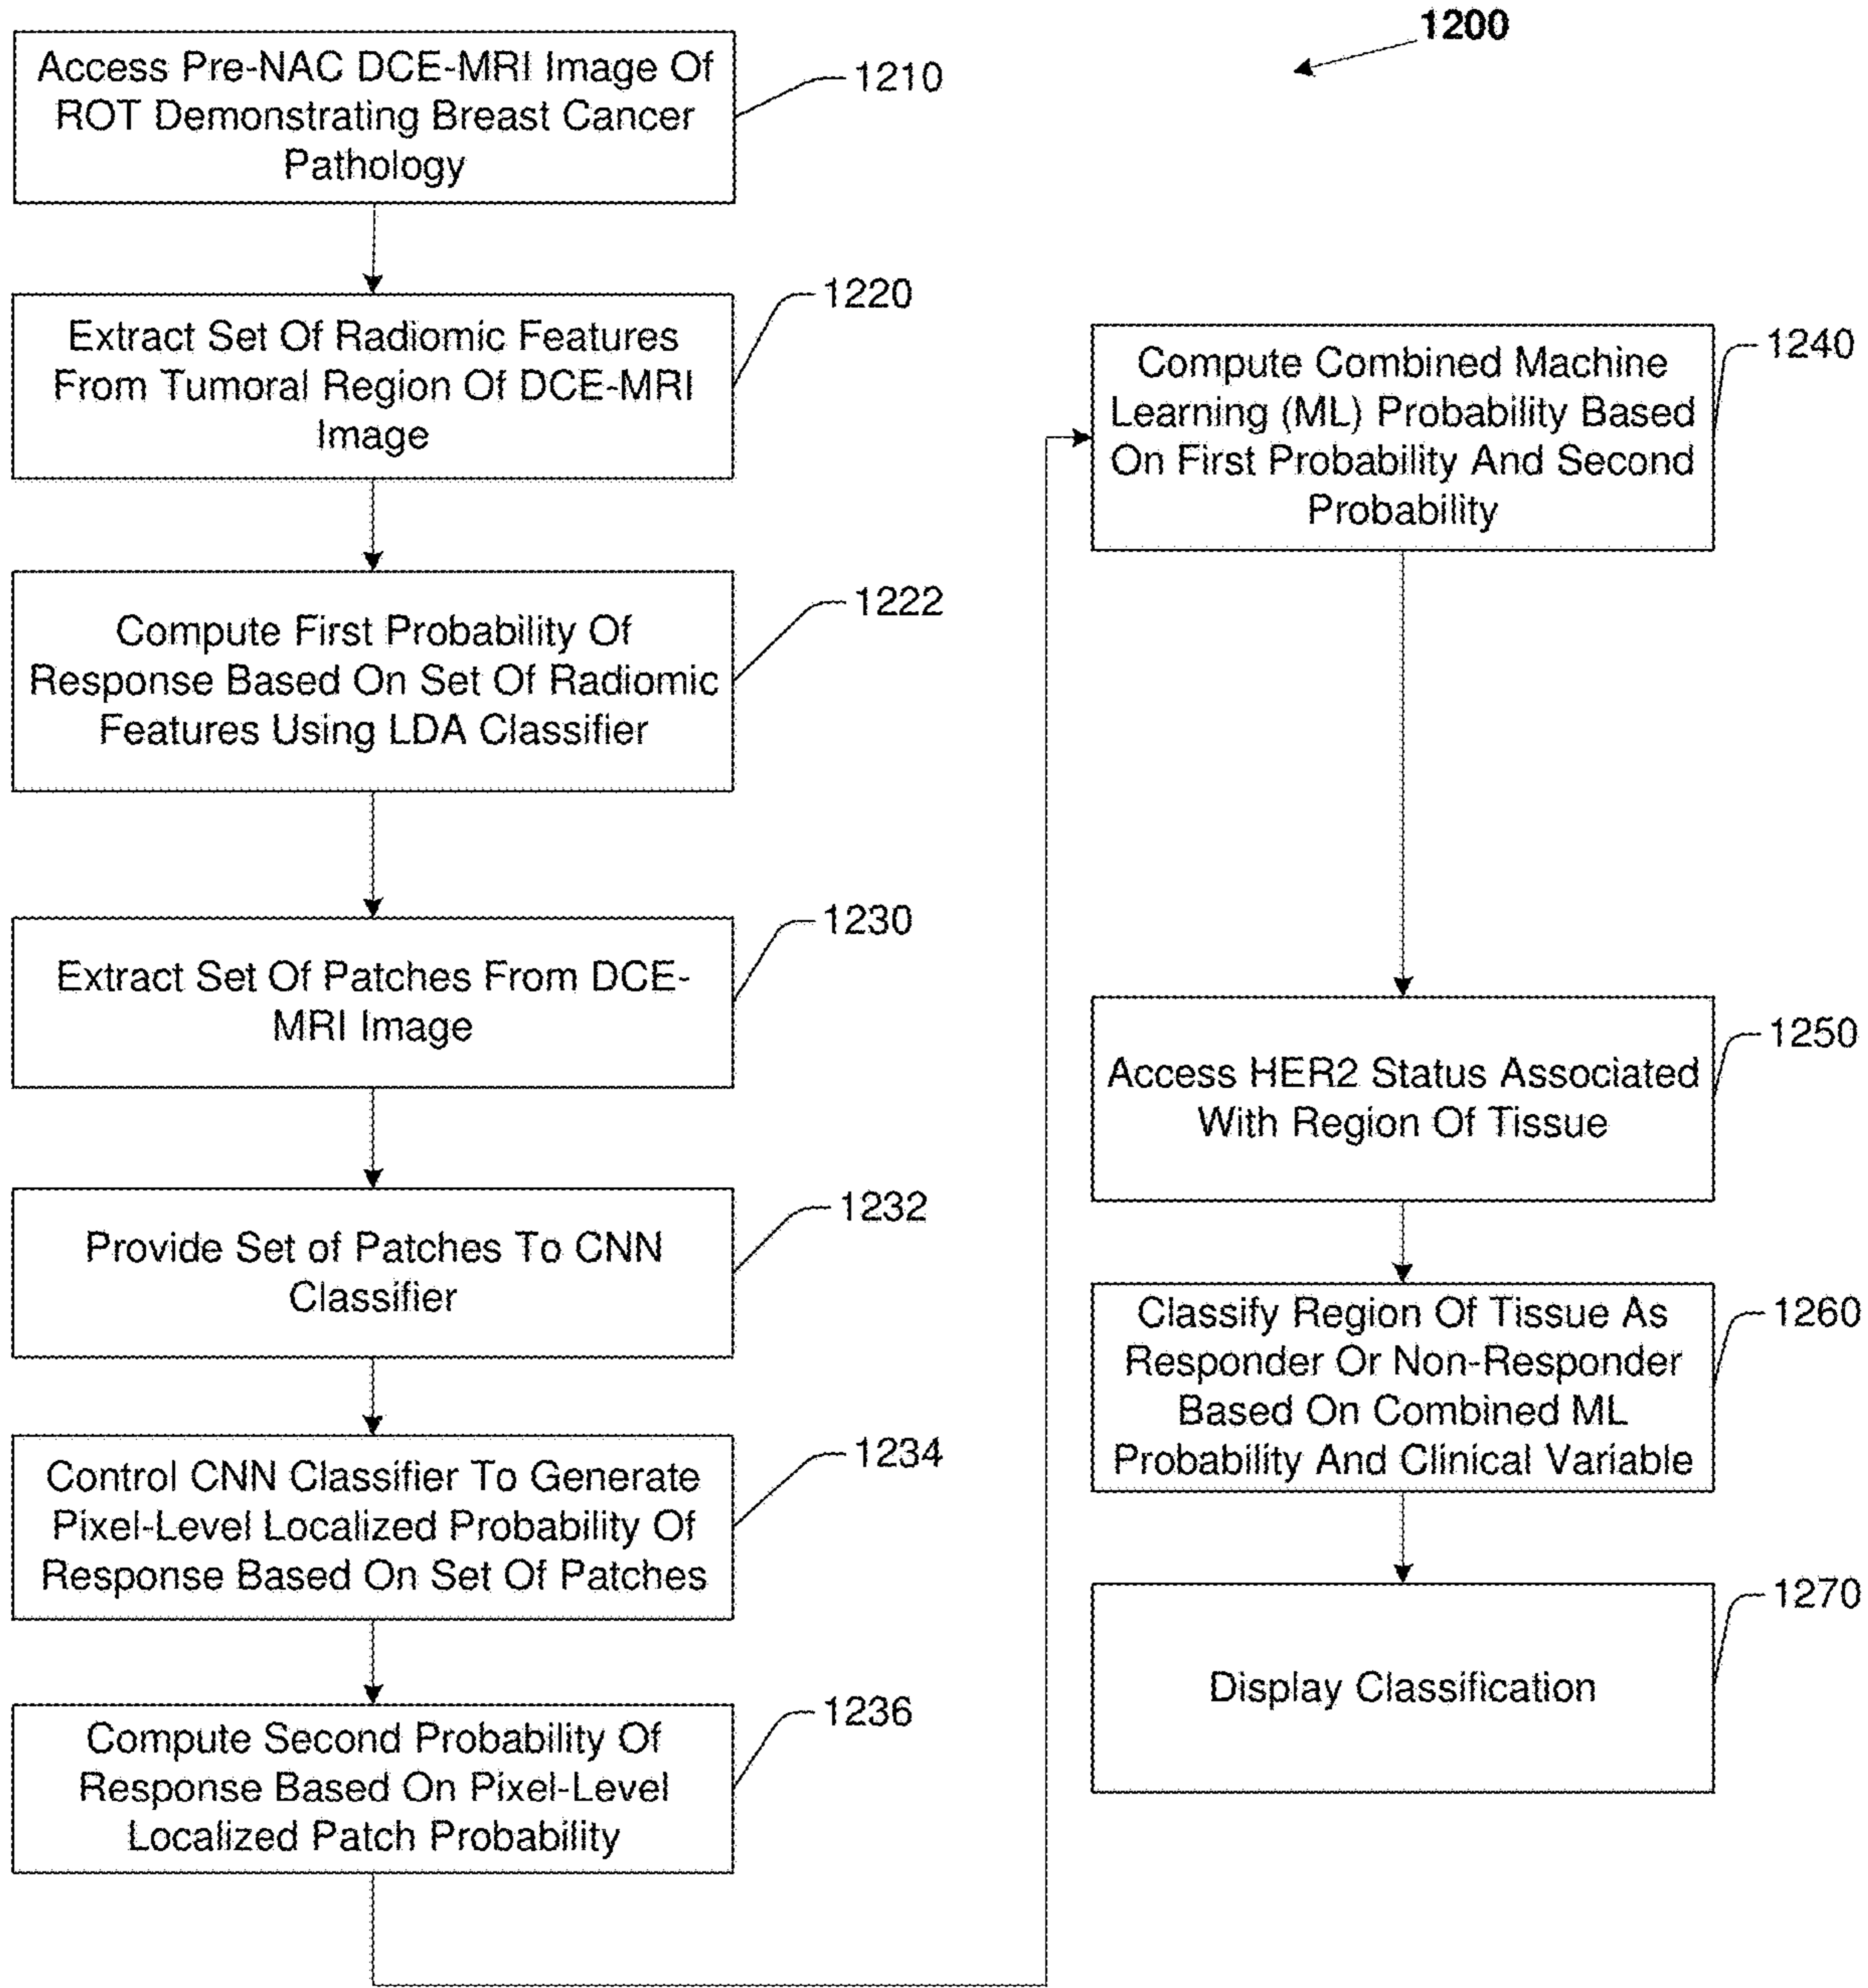 1200
Access Pre-NAC DCE-MRI Image Of
ROT Demonstrating Breast Cancer
Pathology
1210
Extract Set Of Radiomic Features
From Tumoral Region Of DCE-MRI
Image
1220
Compute First Probability Of
Response Based On Set Of Radiomic
Features Using LDA Classifier
1222
Extract Set Of Patches From DCE-
MRI Image
1230
Provide Set of Patches To CNN
Classifier
1232
Control CNN Classifier To Generate
Pixel-Level Localized Probability Of
Response Based On Set Of Patches
1234
Compute Second Probability Of
Response Based On Pixel-Level
Localized Patch Probability
1236
Compute Combined Machine
Learning (ML) Probability Based
On First Probability And Second
Probability
1240
Access HER2 Status Associated
With Region Of Tissue
1250
Classify Region Of Tissue As
Responder Or Non-Responder
Based On Combined ML
Probability And Clinical Variable
1260
Display Classification
1270